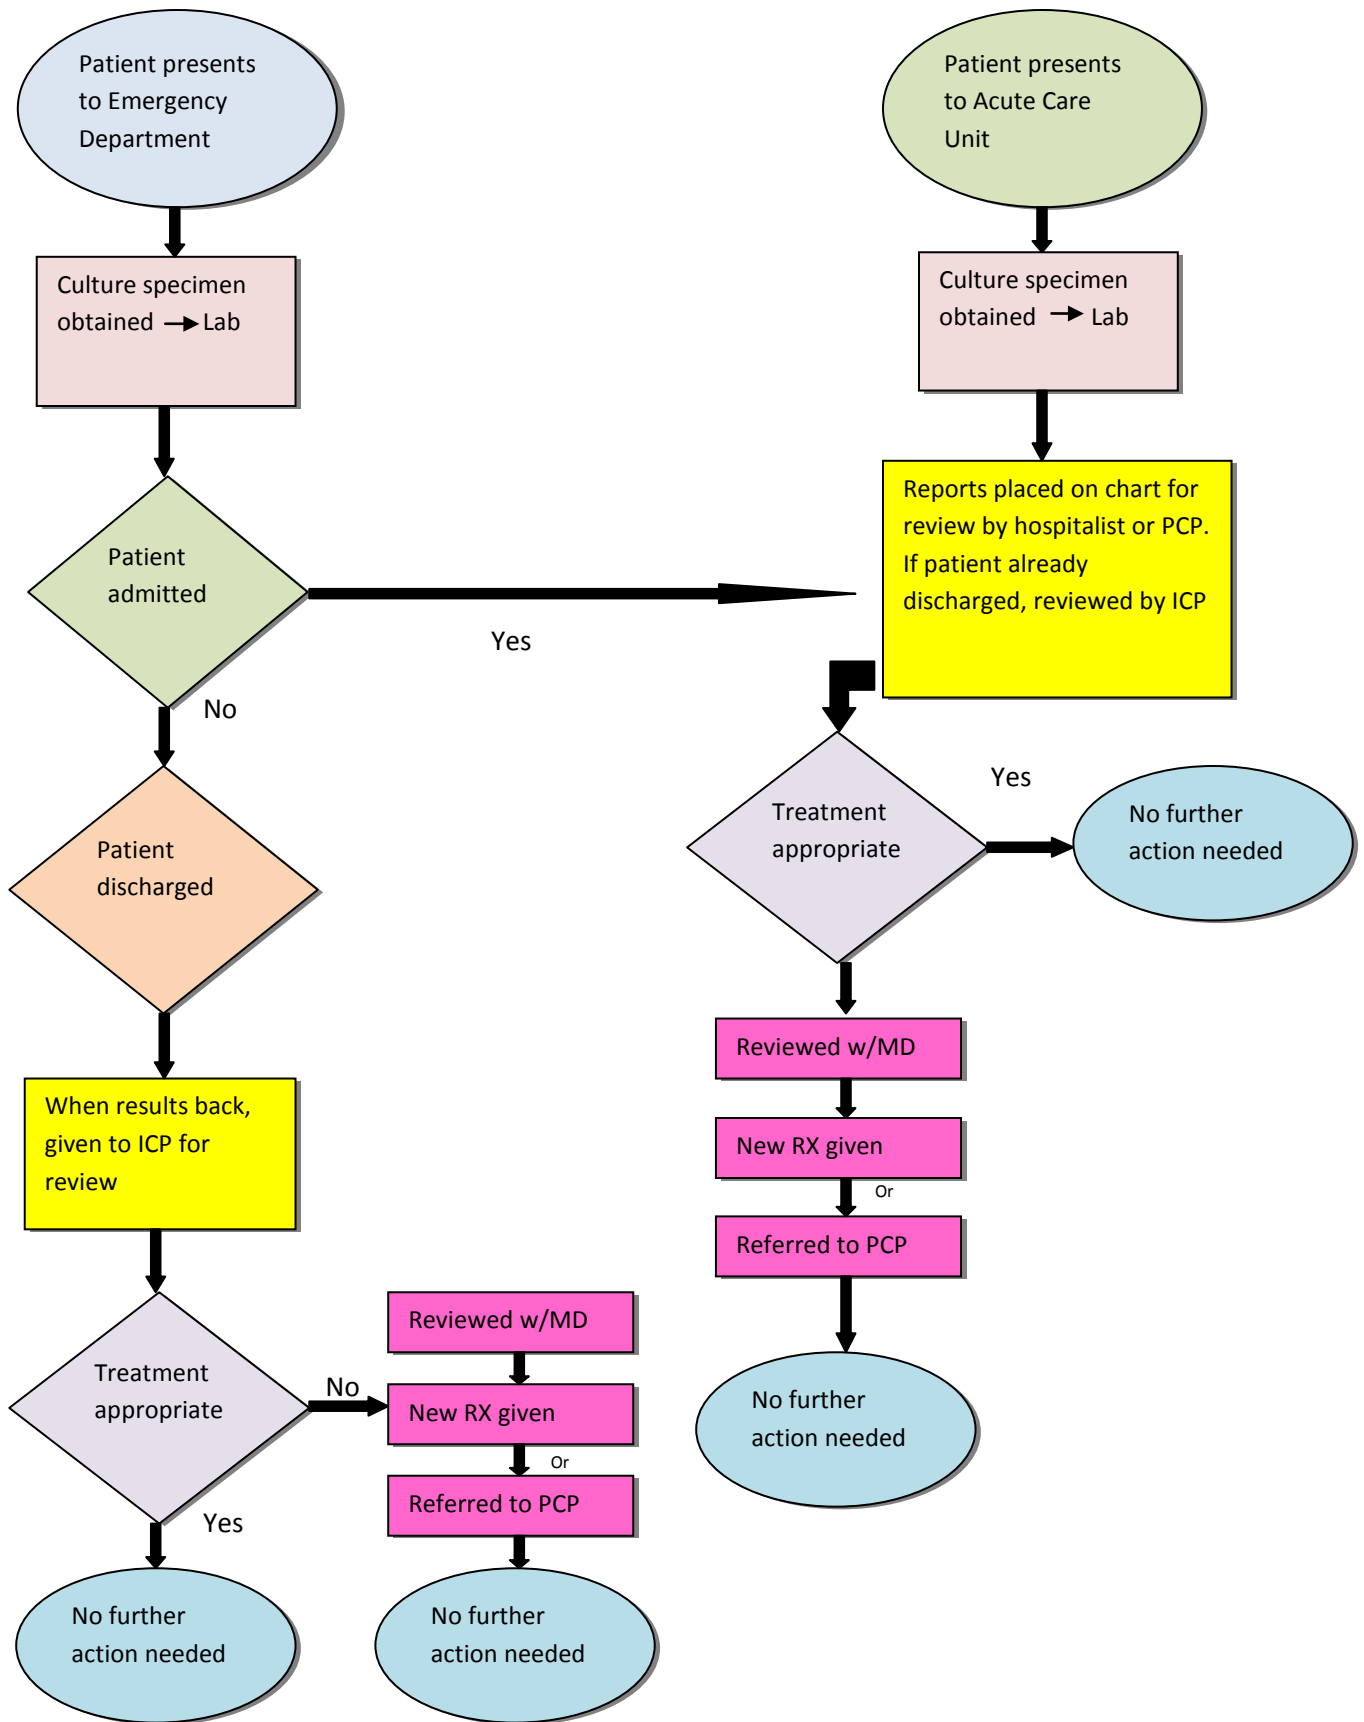 Patient presents
to Emergency
Department
Culture specimen
obtained → Lab
Patient
admitted
Yes
No
Patient
discharged
When results back,
given to ICP for
review
Treatment
appropriate
No
Yes
Reviewed w/MD
New RX given
Or
Referred to PCP
No further
action needed
No further
action needed
Patient presents
to Acute Care
Unit
Culture specimen
obtained → Lab
Reports placed on chart for
review by hospitalist or PCP.
If patient already
discharged, reviewed by ICP
Treatment
appropriate
Yes
No further
action needed
Reviewed w/MD
New RX given
Or
Referred to PCP
No further
action needed